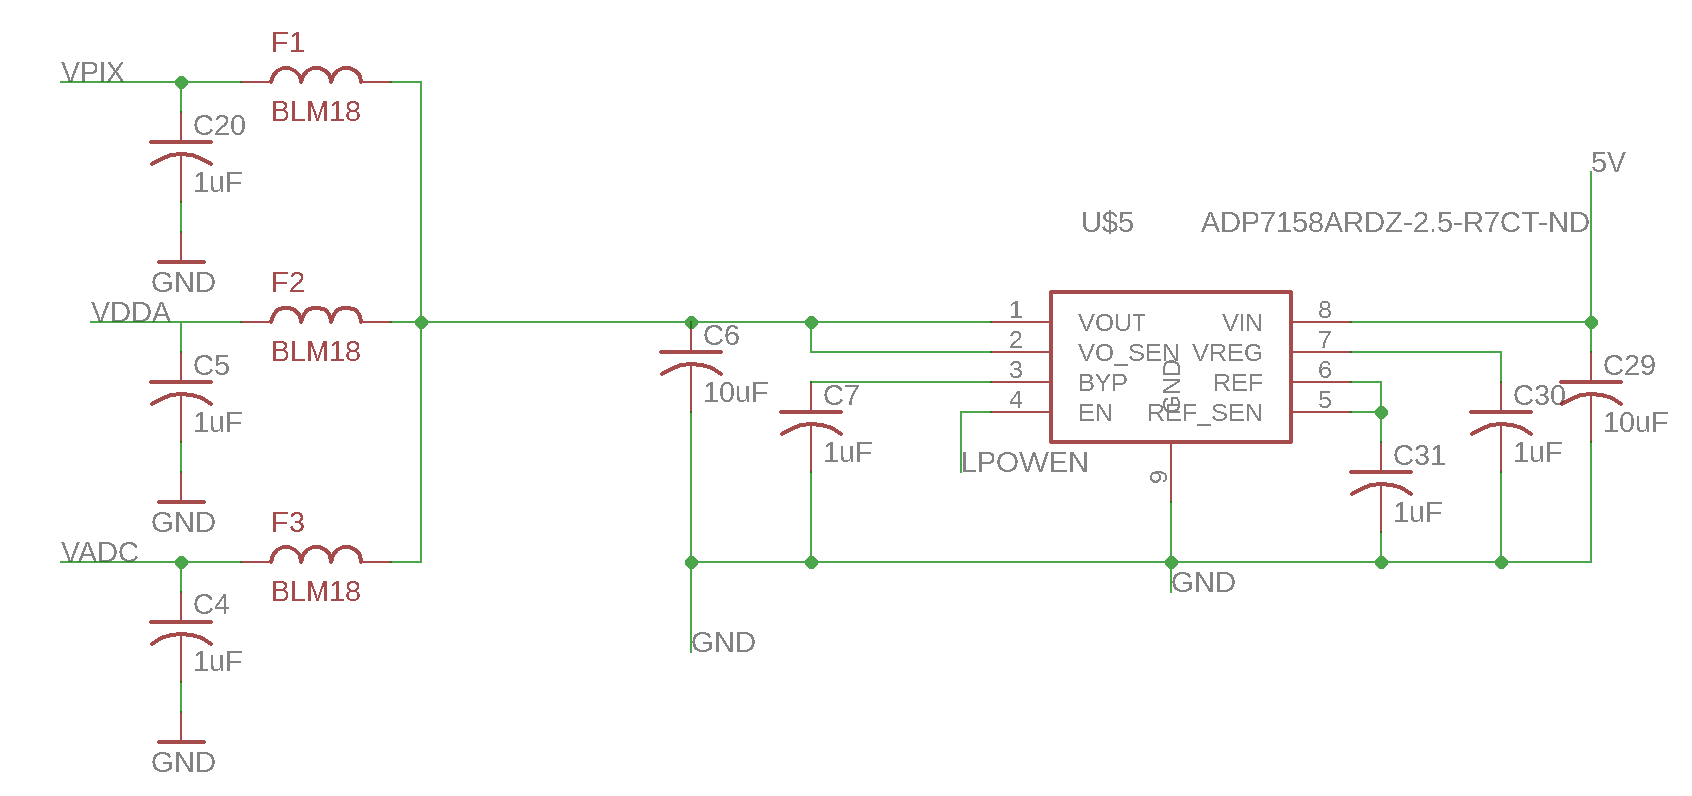 F1
VPIX
BLM18
C20
1uF
GND
F2
VDDA
BLM18
C5
1uF
GND
F3
VADC
BLM18
C4
1uF
GND
5V
U$5 ADP7158ARDZ-2.5-R7CT-ND
1 VOUT VIN 8
2 VO_SEN VREG 7
3 BYP REF 6
4 EN REF_SEN 5
GND
9
C6
10uF
C7
1uF
LPOWEN
C29
10uF
C30
1uF
C31
1uF
GND
GND